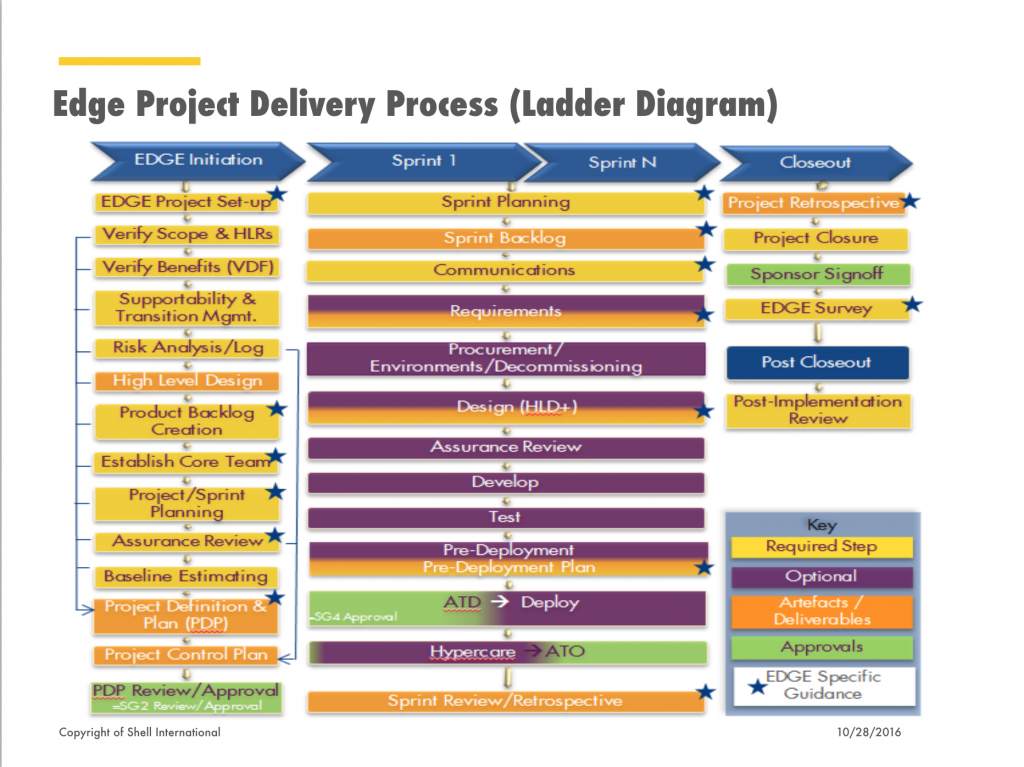 Edge Project Delivery Process (Ladder Diagram)
EDGE Initiation
EDGE Project Set-up
Verify Scope & HLRs
Verify Benefits (VDF)
Supportability &
Transition Mgmt.
Risk Analysis/Log
High Level Design
Product Backlog
Creation
Establish Core Team
Project/Sprint
Planning
Assurance Review
Baseline Estimating
Project Definition &
Plan (PDP)
Project Control Plan
PDP Review/Approval
=SG2 Review/Approval
Sprint 1
Sprint N
Sprint Planning
Sprint Backlog
Communications
Requirements
Procurement/
Environments/Decommissioning
Design (HLD+)
Assurance Review
Develop
Test
Pre-Deployment
Pre-Deployment Plan
ATD → Deploy
=SG4 Approval
Hypercare → ATO
Sprint Review/Retrospective
Closeout
Project Retrospective
Project Closure
Sponsor Signoff
EDGE Survey
Post Closeout
Post-Implementation
Review
Key
Required Step
Optional
Artefacts /
Deliverables
Approvals
EDGE Specific
Guidance
Copyright of Shell International
10/28/2016